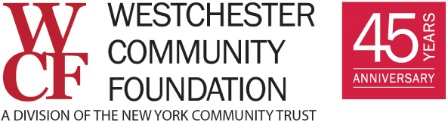 WCF
WESTCHESTER
COMMUNITY
FOUNDATION
A DIVISION OF THE NEW YORK COMMUNITY TRUST
45 YEARS
ANNIVERSARY